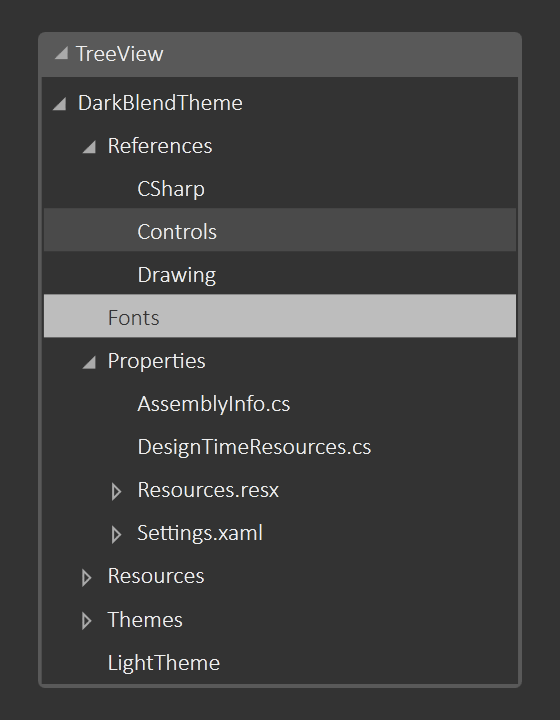 TreeView
DarkBlendTheme
References
CSharp
Controls
Drawing
Fonts
Properties
AssemblyInfo.cs
DesignTimeResources.cs
Resources.resx
Settings.xaml
Resources
Themes
LightTheme